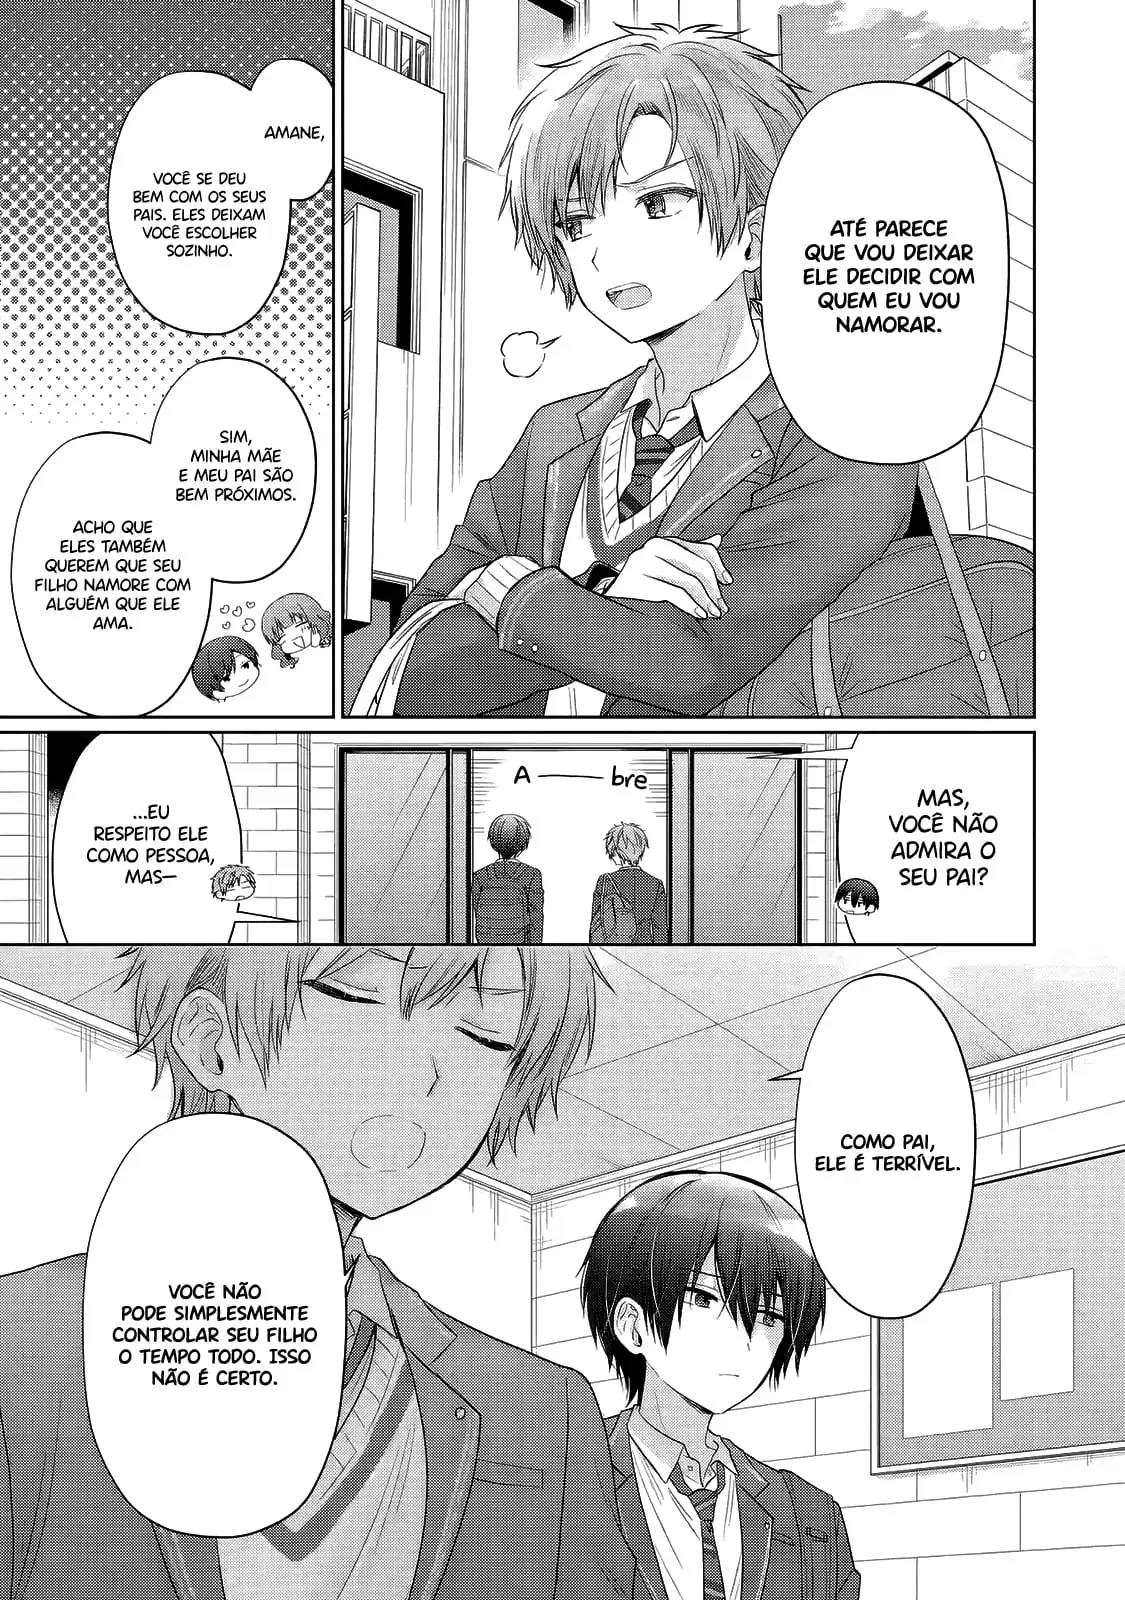 ATÉ PARECE
QUE VOU DEIXAR
ELE DECIDIR COM
QUEM EU VOU
NAMORAR.
AMANE,
VOCÊ SE DEU
BEM COM OS SEUS
PAIS. ELES DEIXAM
VOCÊ ESCOLHER
SOZINHO.
SIM,
MINHA MÃE
E MEU PAI SÃO
BEM PRÓXIMOS.
ACHO QUE
ELES TAMBÉM
QUEREM QUE SEU
FILHO NAMORE COM
ALGUÉM QUE ELE
AMA.
MAS,
VOCÊ NÃO
ADMIRA O
SEU PAI?
A — bre
...EU
RESPEITO ELE
COMO PESSOA,
MAS—
COMO PAI,
ELE É TERRÍVEL.
VOCÊ NÃO
PODE SIMPLESMENTE
CONTROLAR SEU FILHO
O TEMPO TODO. ISSO
NÃO É CERTO.